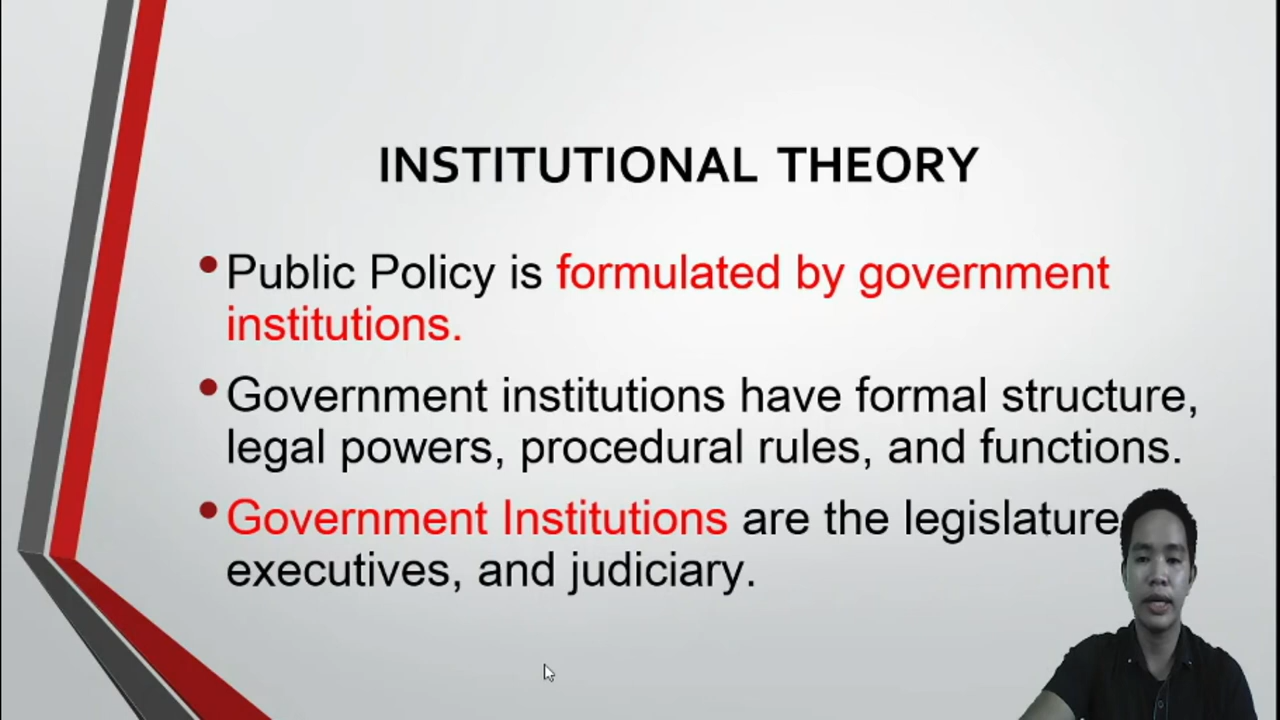 INSTITUTIONAL THEORY
• Public Policy is formulated by government
institutions.
• Government institutions have formal structure,
legal powers, procedural rules, and functions.
• Government Institutions are the legislature
executives, and judiciary.